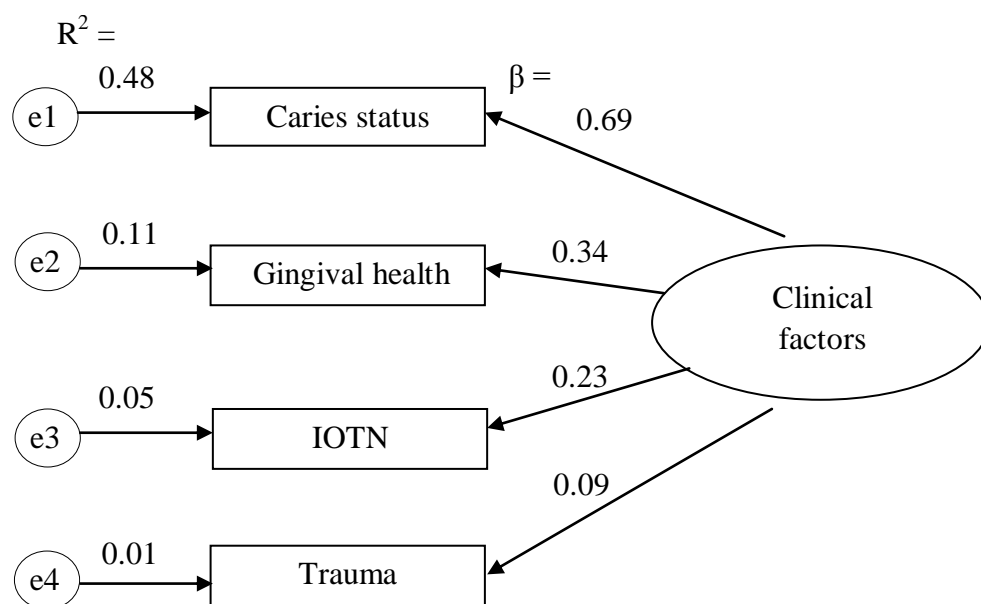 R² =
0.48
β =
e1
Caries status
0.69
0.11
0.34
e2
Gingival health
Clinical
factors
0.05
0.23
e3
IOTN
0.01
0.09
e4
Trauma